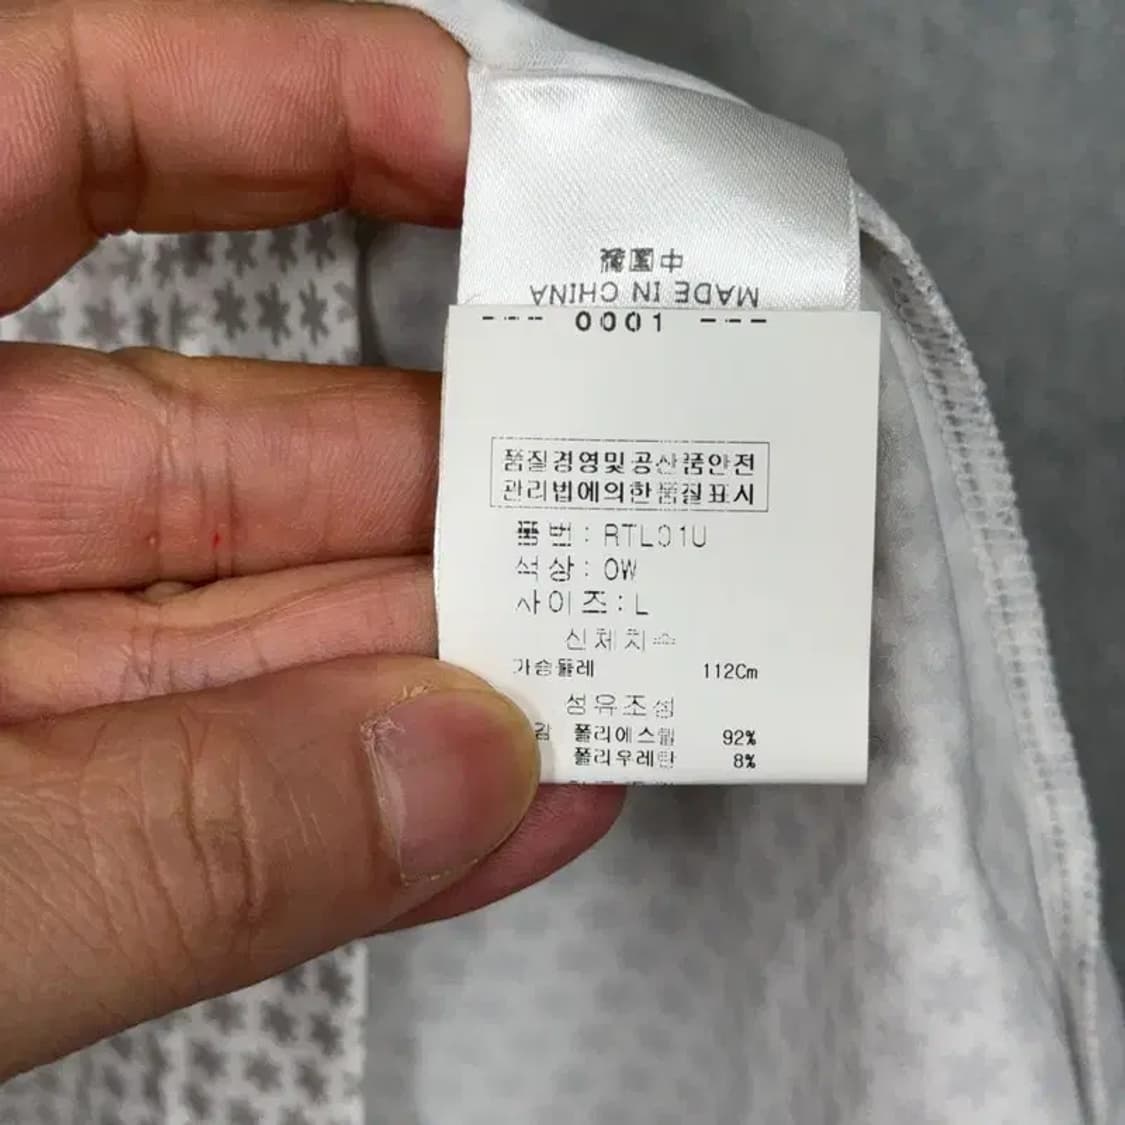 中國製
MADE IN CHINA
--- 0001 ---
품질경영및공산품안전
관리법에의한품질표시
품 번 : RTL01U
색 상 : OW
사이즈 : L
신체치수
가슴둘레 112Cm
섬유조성
겉감 폴리에스텔 92%
폴리우레탄 8%